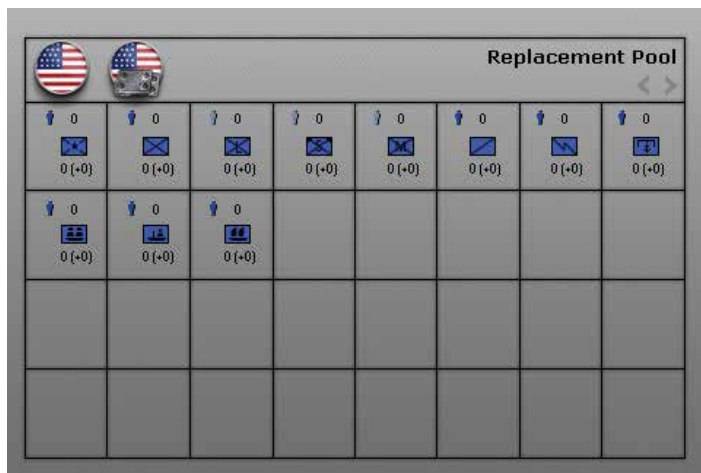 Replacement Pool
< >
0 0 0 0 0 0 0 0
L S M
0 (+0) 0 (+0) 0 (+0) 0 (+0) 0 (+0) 0 (+0) 0 (+0) 0 (+0)
0 0 0
0 (+0) 0 (+0) 0 (+0)